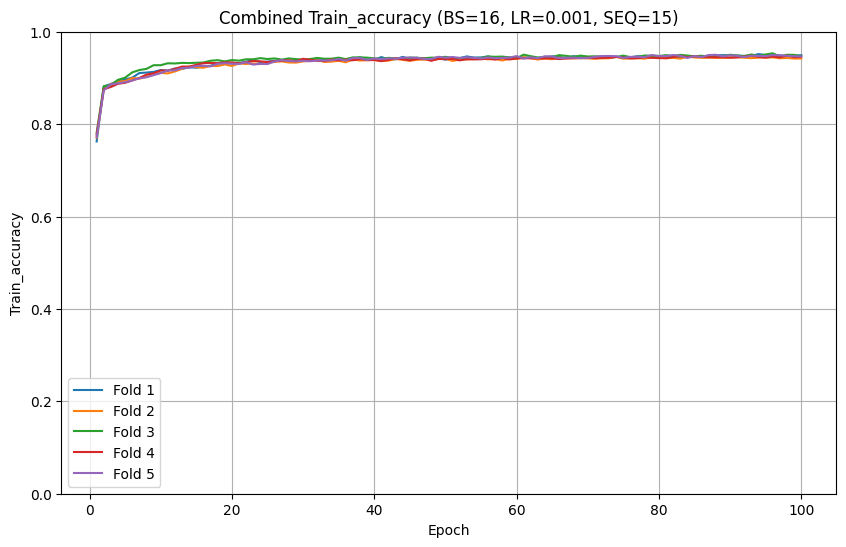 Combined Train_accuracy (BS=16, LR=0.001, SEQ=15)
Train_accuracy
1.0
0.8
0.6
0.4
0.2
0.0
Fold 1
Fold 2
Fold 3
Fold 4
Fold 5
0 20 40 60 80 100
Epoch